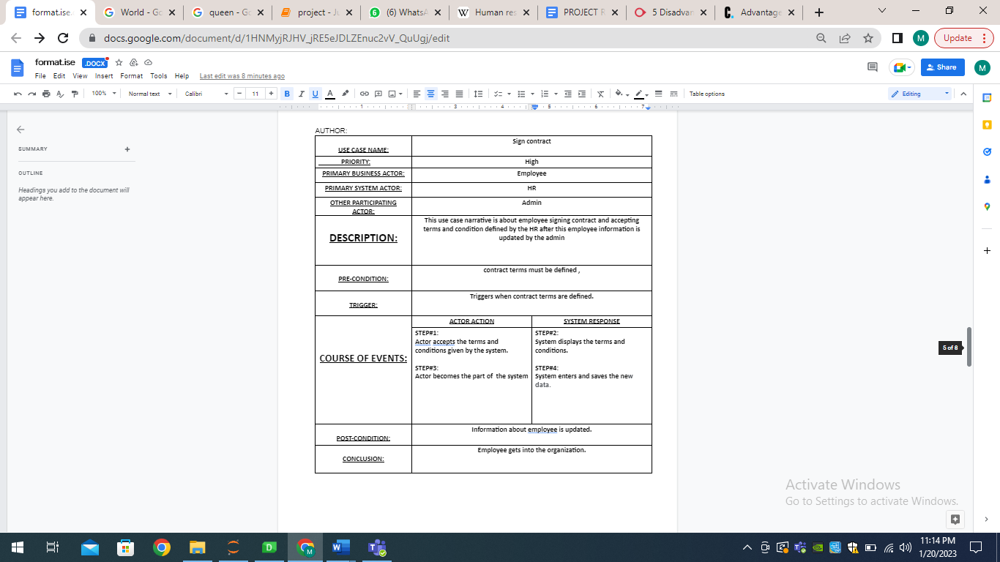 format.ise.
World - Go
queen - Go
project - Ju
(6) WhatsA
Human res
PROJECT R
5 Disadvan
Advantage
docs.google.com/document/d/1HNMyjRJHV_jRE5eJDLZEnuc2vV_QuUgj/edit
M
Update
format.ise
.DOCX
File Edit View Insert Format Tools Help Last edit was 8 minutes ago
Share
M
100% Normal text Calibri 11 B I U A Table options
Editing
1 3 4 5 6 7
SUMMARY
OUTLINE
Headings you add to the document will
appear here.
AUTHOR:
USE CASE NAME:
Sign contract
PRIORITY:
High
PRIMARY BUSINESS ACTOR:
Employee
PRIMARY SYSTEM ACTOR:
HR
OTHER PARTICIPATING
ACTOR:
Admin
DESCRIPTION:
This use case narrative is about employee signing contract and accepting
terms and condition defined by the HR after this employee information is
updated by the admin
PRE-CONDITION:
contract terms must be defined ,
TRIGGER:
Triggers when contract terms are defined.
COURSE OF EVENTS:
ACTOR ACTION
STEP#1:
Actor accepts the terms and
conditions given by the system.
STEP#3:
Actor becomes the part of the system
SYSTEM RESPONSE
STEP#2:
System displays the terms and
conditions.
STEP#4:
System enters and saves the new
data.
POST-CONDITION:
Information about employee is updated.
CONCLUSION:
Employee gets into the organization.
5 of 8
Activate Windows
Go to Settings to activate Windows.
11:14 PM
1/20/2023